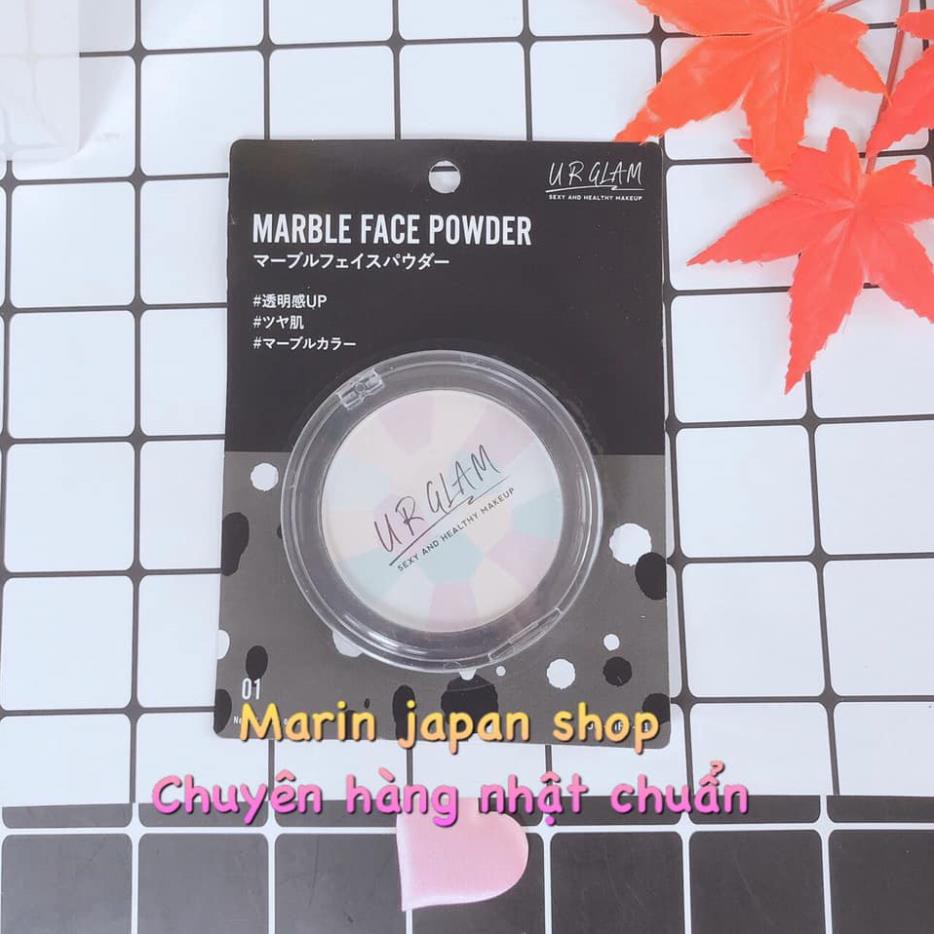 UR GLAM
SEXY AND HEALTHY MAKEUP
MARBLE FACE POWDER
マーブルフェイスパウダー
#透明感UP
#ツヤ肌
#マーブルカラー
UR GLAM
SEXY AND HEALTHY MAKEUP
01
Marin japan shop
Chuyên hàng nhật chuẩn